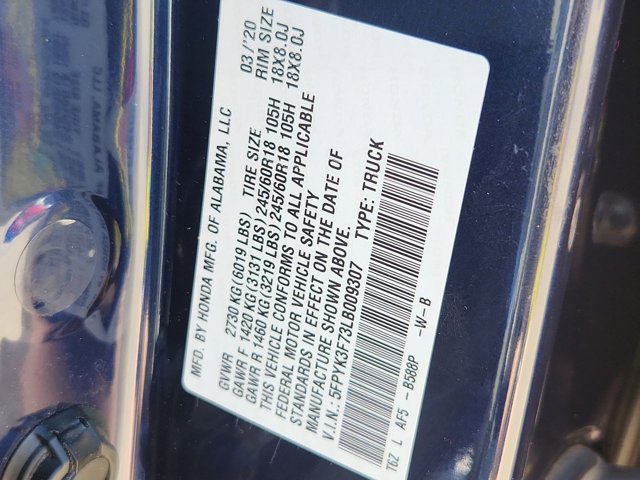 MFD. BY HONDA MFG. OF ALABAMA, LLC 03/'20
GVWR 2730 KG (6019 LBS) TIRE SIZE RIM SIZE
GAWR F 1420 KG (3131 LBS) 245/60R18 105H 18X8.0J
GAWR R 1460 KG (3219 LBS) 245/60R18 105H 18X8.0J
THIS VEHICLE CONFORMS TO ALL APPLICABLE
FEDERAL MOTOR VEHICLE SAFETY
STANDARDS IN EFFECT ON THE DATE OF
MANUFACTURE SHOWN ABOVE.
V.I.N.: 5FPYK3F73LB009307 TYPE: TRUCK
T6Z L AF5 -B588P -W-B